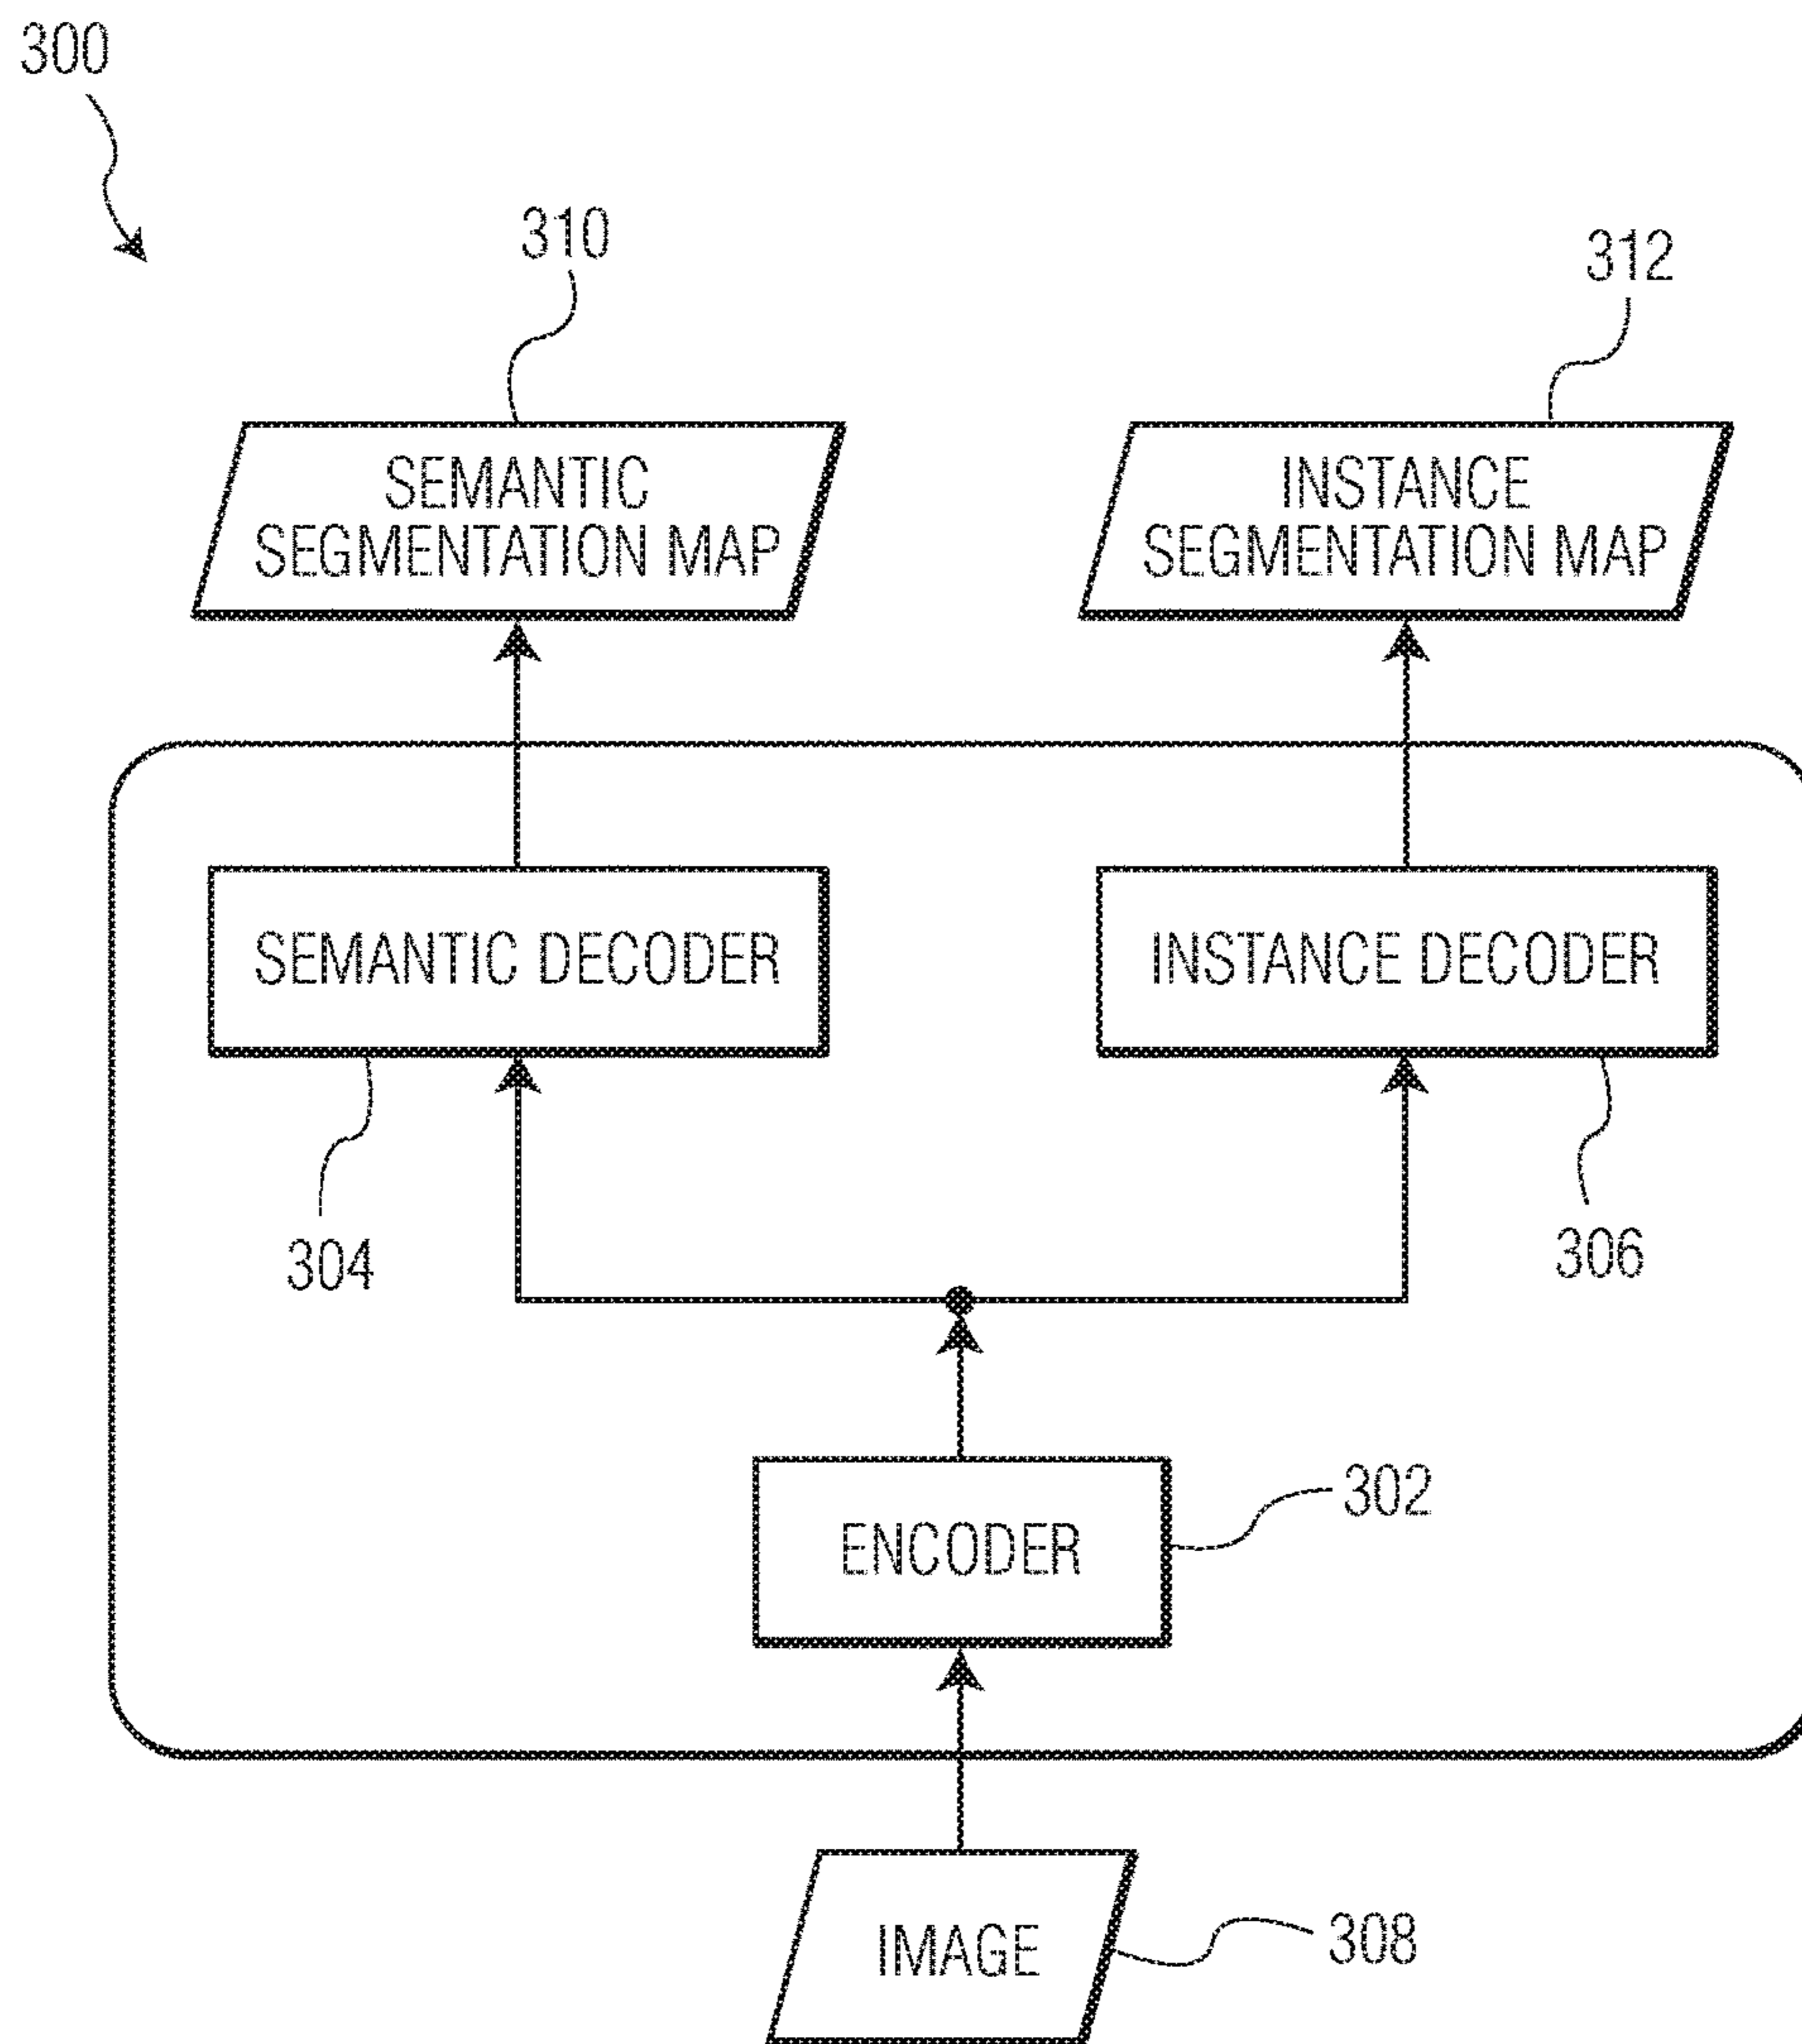 300
310
312
SEMANTIC
SEGMENTATION MAP
INSTANCE
SEGMENTATION MAP
SEMANTIC DECODER
INSTANCE DECODER
304
306
302
ENCODER
IMAGE
308